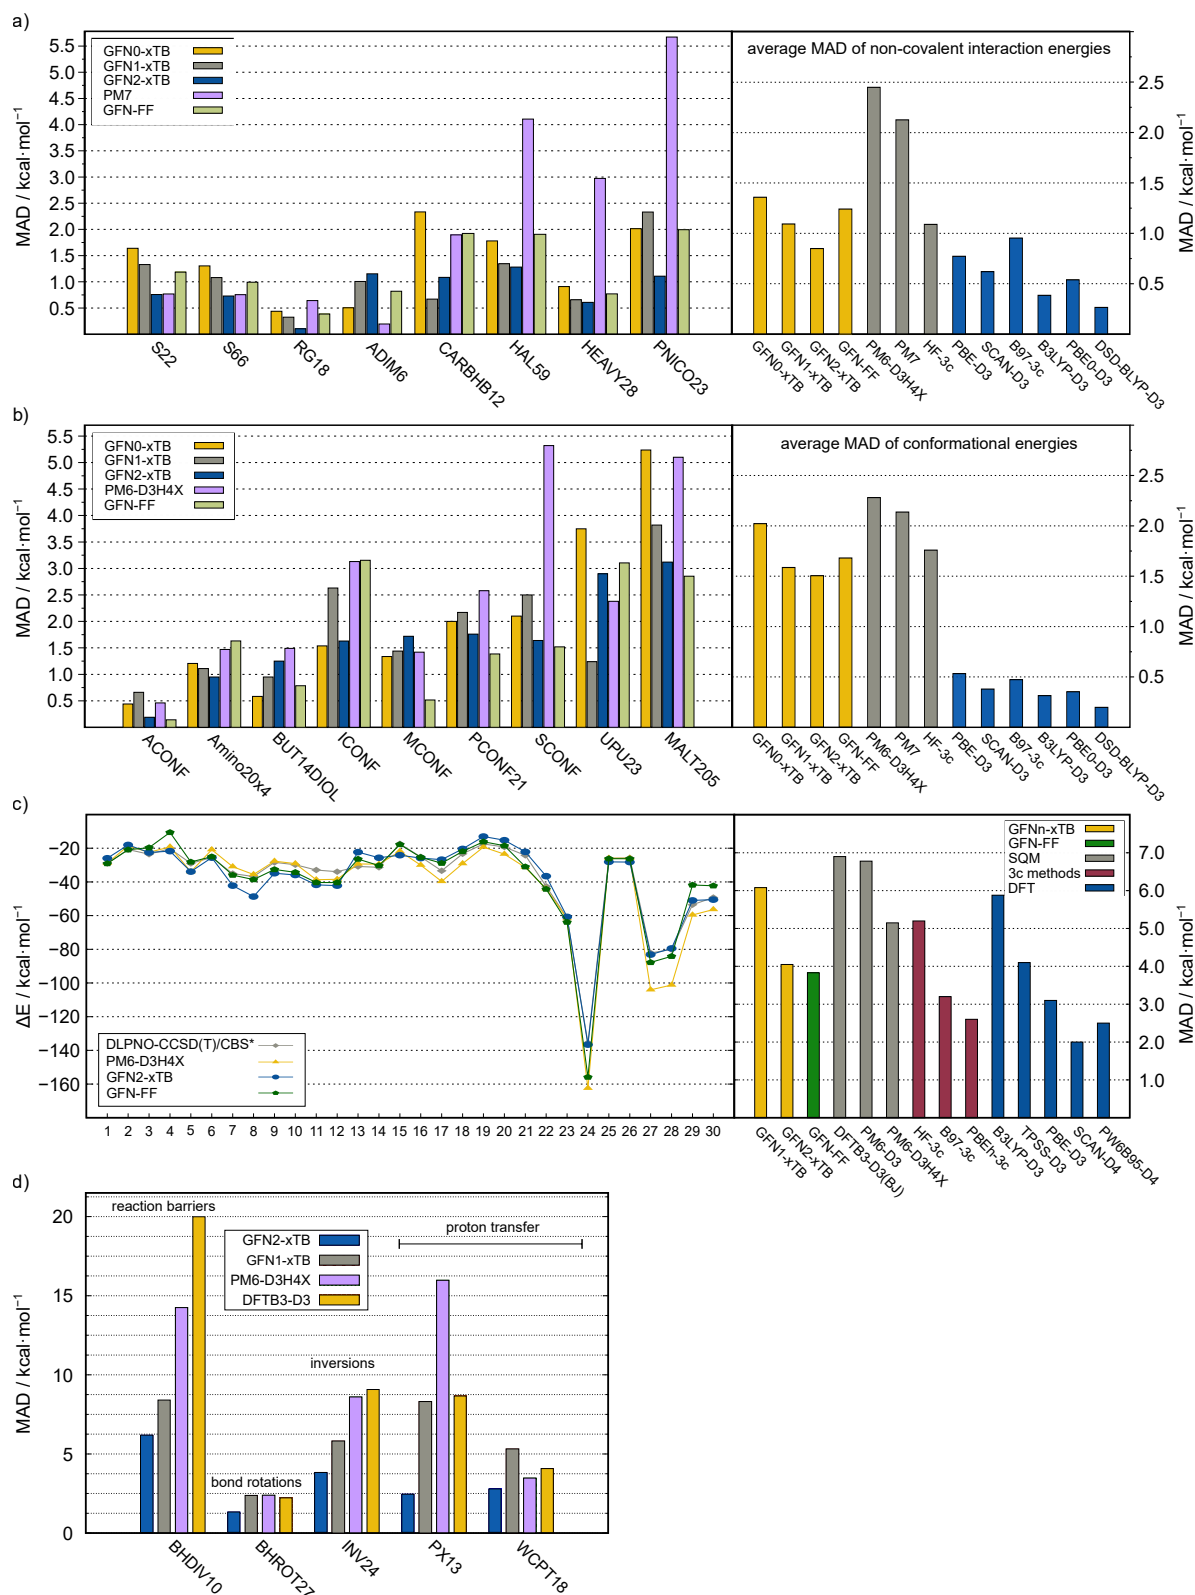 a)
GFN0-xTB
GFN1-xTB
GFN2-xTB
PM7
GFN-FF
MAD / kcal·mol⁻¹
5.5
5.0
4.5
4.0
3.5
3.0
2.5
2.0
1.5
1.0
0.5
S22
S66
RG18
ADIM6
CARBHB12
HAL59
HEAVY28
PNICO23
average MAD of non-covalent interaction energies
2.5
2.0
1.5
1.0
0.5
MAD / kcal·mol⁻¹
GFN0-xTB
GFN1-xTB
GFN2-xTB
GFN-FF
PM6-D3H4X
PM7
HF-3c
PBE-D3
SCAN-D3
B97-3c
B3LYP-D3
PBE0-D3
DSD-BLYP-D3
b)
GFN0-xTB
GFN1-xTB
GFN2-xTB
PM6-D3H4X
GFN-FF
MAD / kcal·mol⁻¹
5.5
5.0
4.5
4.0
3.5
3.0
2.5
2.0
1.5
1.0
0.5
ACONF
Amino20x4
BUT14DIOL
ICONF
MCONF
PCONF21
SCONF
UPU23
MALT205
average MAD of conformational energies
2.5
2.0
1.5
1.0
0.5
MAD / kcal·mol⁻¹
GFN0-xTB
GFN1-xTB
GFN2-xTB
GFN-FF
PM6-D3H4X
PM7
HF-3c
PBE-D3
SCAN-D3
B97-3c
B3LYP-D3
PBE0-D3
DSD-BLYP-D3
c)
ΔE / kcal·mol⁻¹
−20
−40
−60
−80
−100
−120
−140
−160
DLPNO-CCSD(T)/CBS*
PM6-D3H4X
GFN2-xTB
GFN-FF
1 2 3 4 5 6 7 8 9 10 11 12 13 14 15 16 17 18 19 20 21 22 23 24 25 26 27 28 29 30
GFNn-xTB
GFN-FF
SQM
3c methods
DFT
7.0
6.0
5.0
4.0
3.0
2.0
1.0
MAD / kcal·mol⁻¹
GFN1-xTB
GFN2-xTB
GFN-FF
DFTB3-D3(BJ)
PM6-D3
PM6-D3H4X
HF-3c
B97-3c
PBEh-3c
B3LYP-D3
TPSS-D3
PBE-D3
SCAN-D4
PW6B95-D4
d)
MAD / kcal·mol⁻¹
20
15
10
5
0
reaction barriers
GFN2-xTB
GFN1-xTB
PM6-D3H4X
DFTB3-D3
proton transfer
inversions
bond rotations
BHDIV10
BHROT27
INV24
PX13
WCPT18